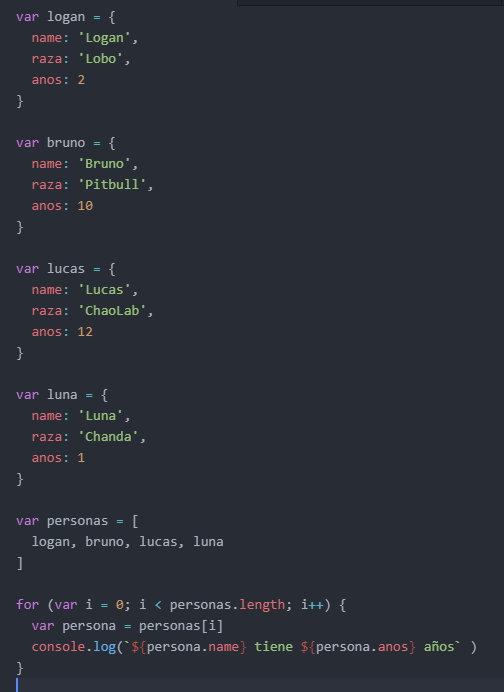 var logan = {
  name: 'Logan',
  raza: 'Lobo',
  anos: 2
}
var bruno = {
  name: 'Bruno',
  raza: 'Pitbull',
  anos: 10
}
var lucas = {
  name: 'Lucas',
  raza: 'ChaoLab',
  anos: 12
}
var luna = {
  name: 'Luna',
  raza: 'Chanda',
  anos: 1
}
var personas = [
  logan, bruno, lucas, luna
]
for (var i = 0; i < personas.length; i++) {
  var persona = personas[i]
  console.log(`${persona.name} tiene ${persona.anos} años` )
}